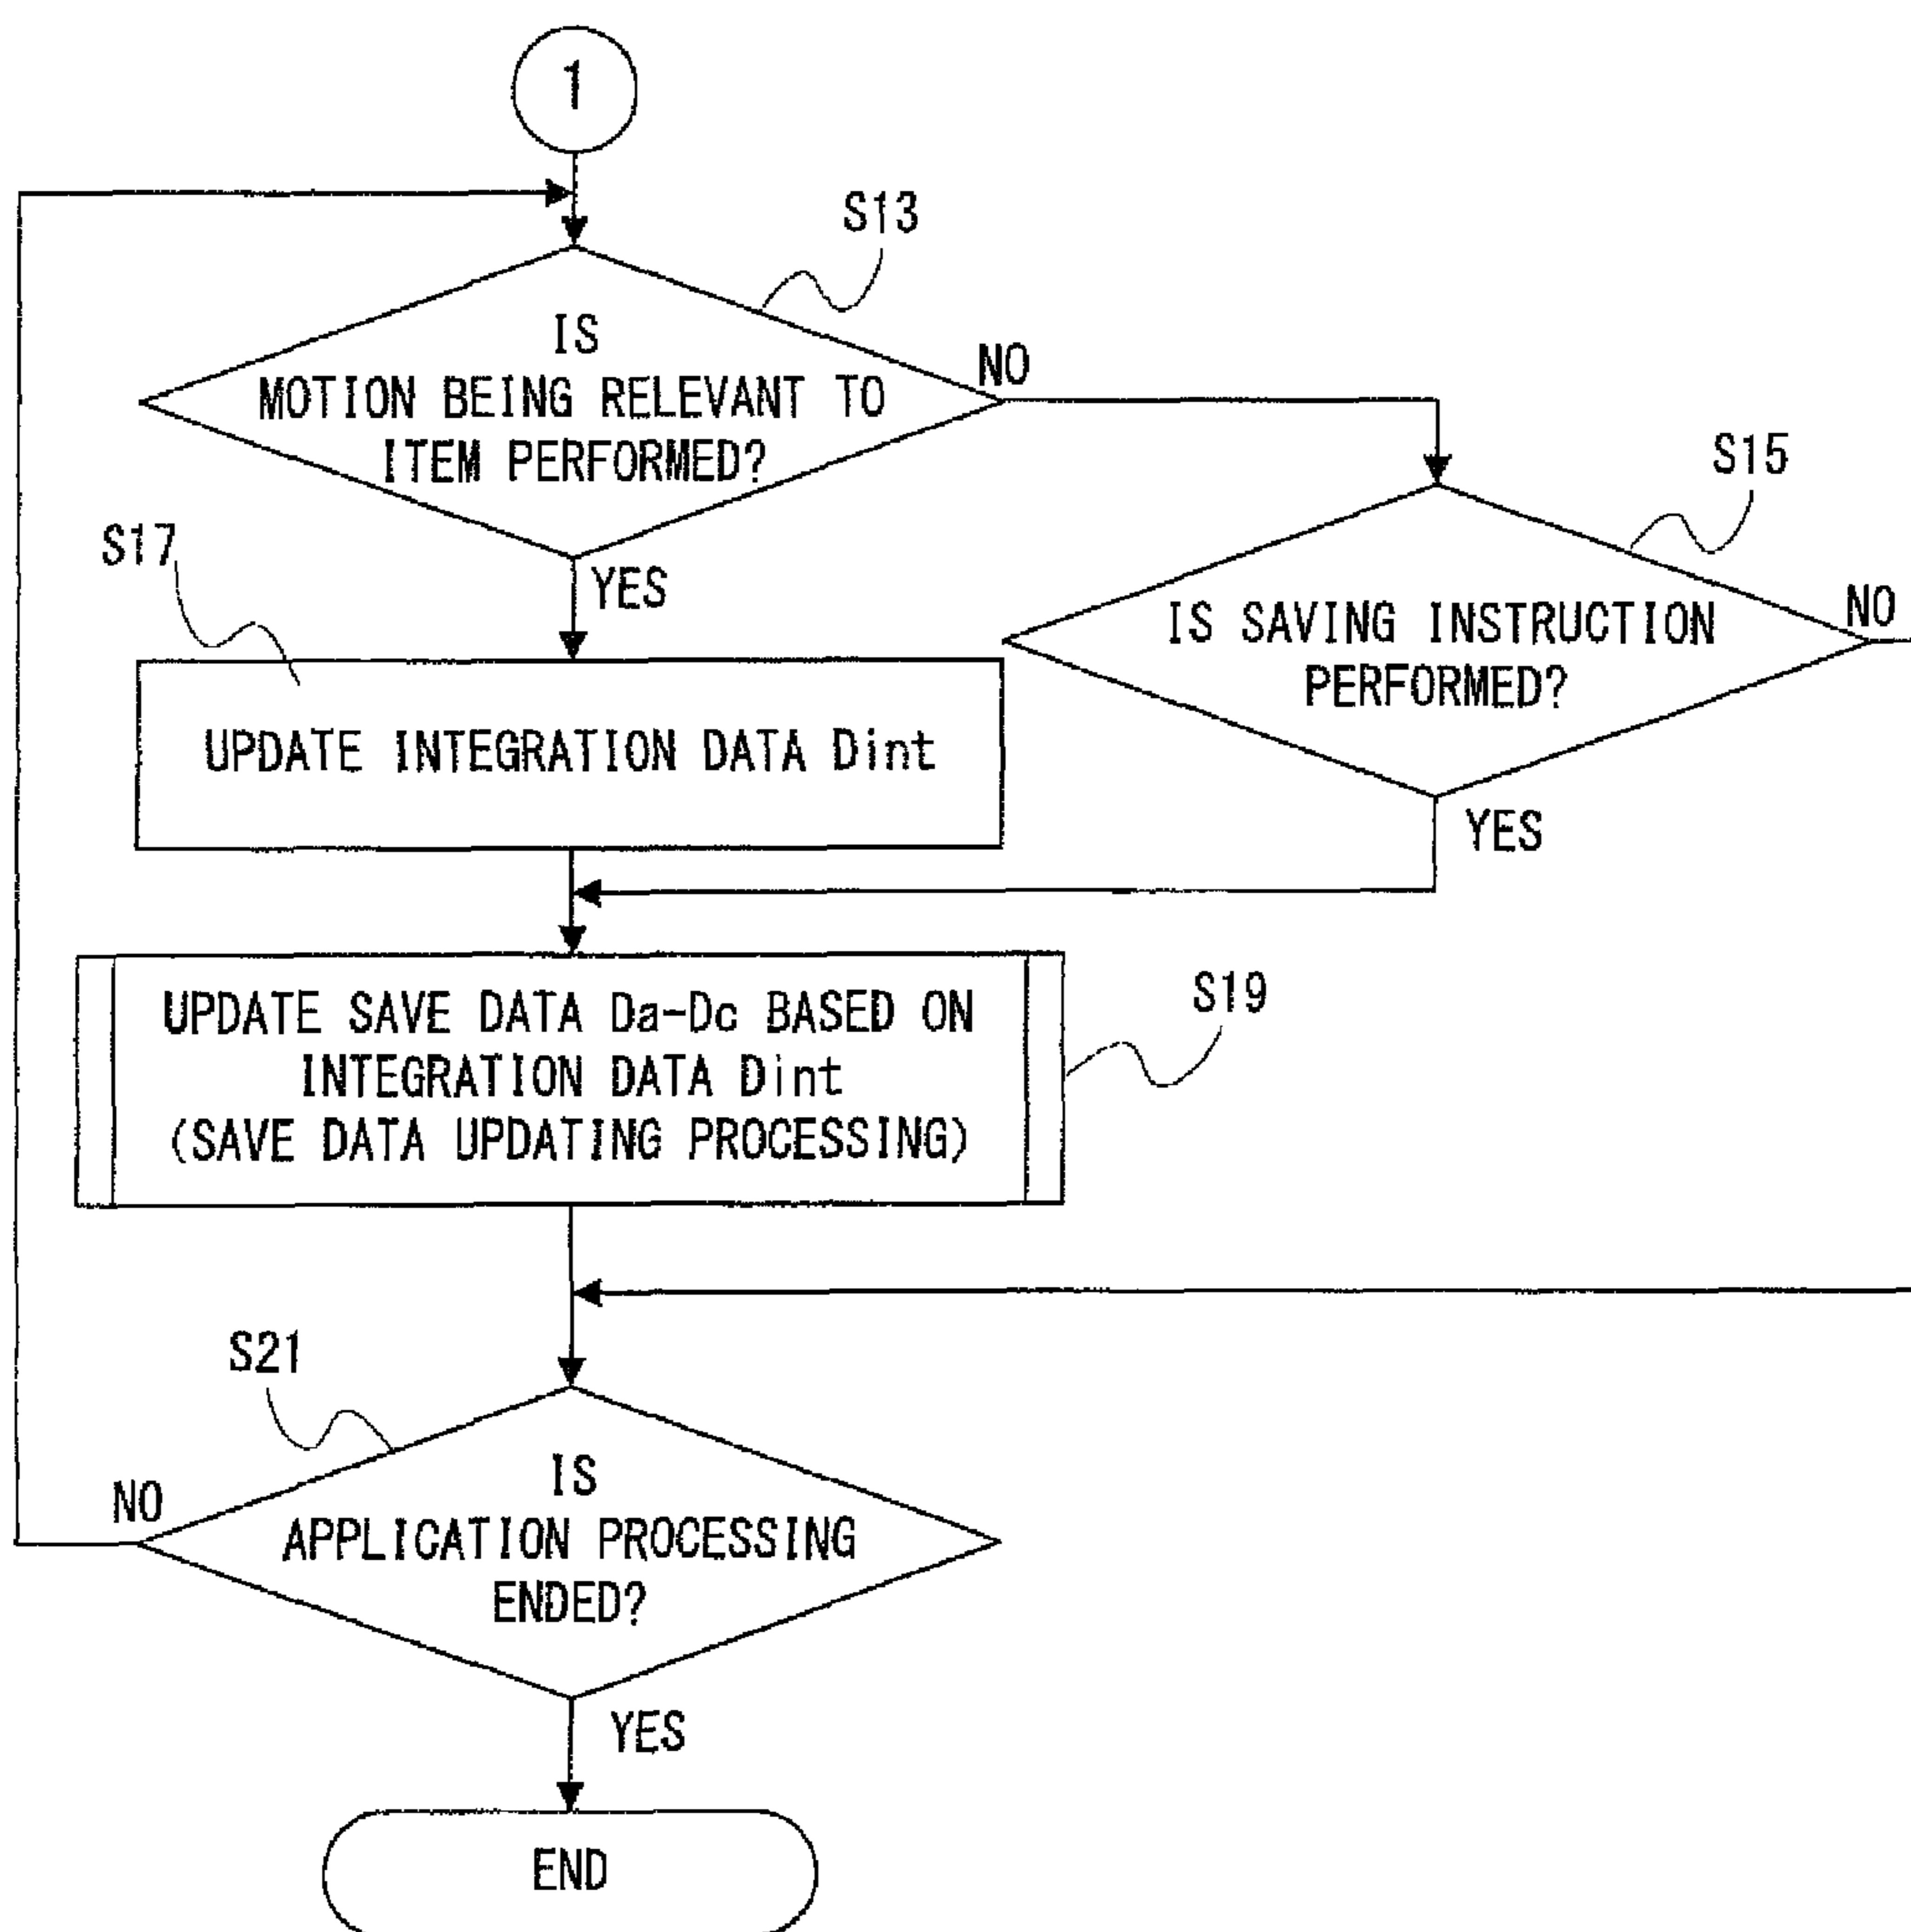 1
S13
IS
MOTION BEING RELEVANT TO
ITEM PERFORMED?
NO
YES
S15
IS SAVING INSTRUCTION
PERFORMED?
NO
YES
S17
UPDATE INTEGRATION DATA Dint
S19
UPDATE SAVE DATA Da-Dc BASED ON
INTEGRATION DATA Dint
(SAVE DATA UPDATING PROCESSING)
S21
IS
APPLICATION PROCESSING
ENDED?
NO
YES
END